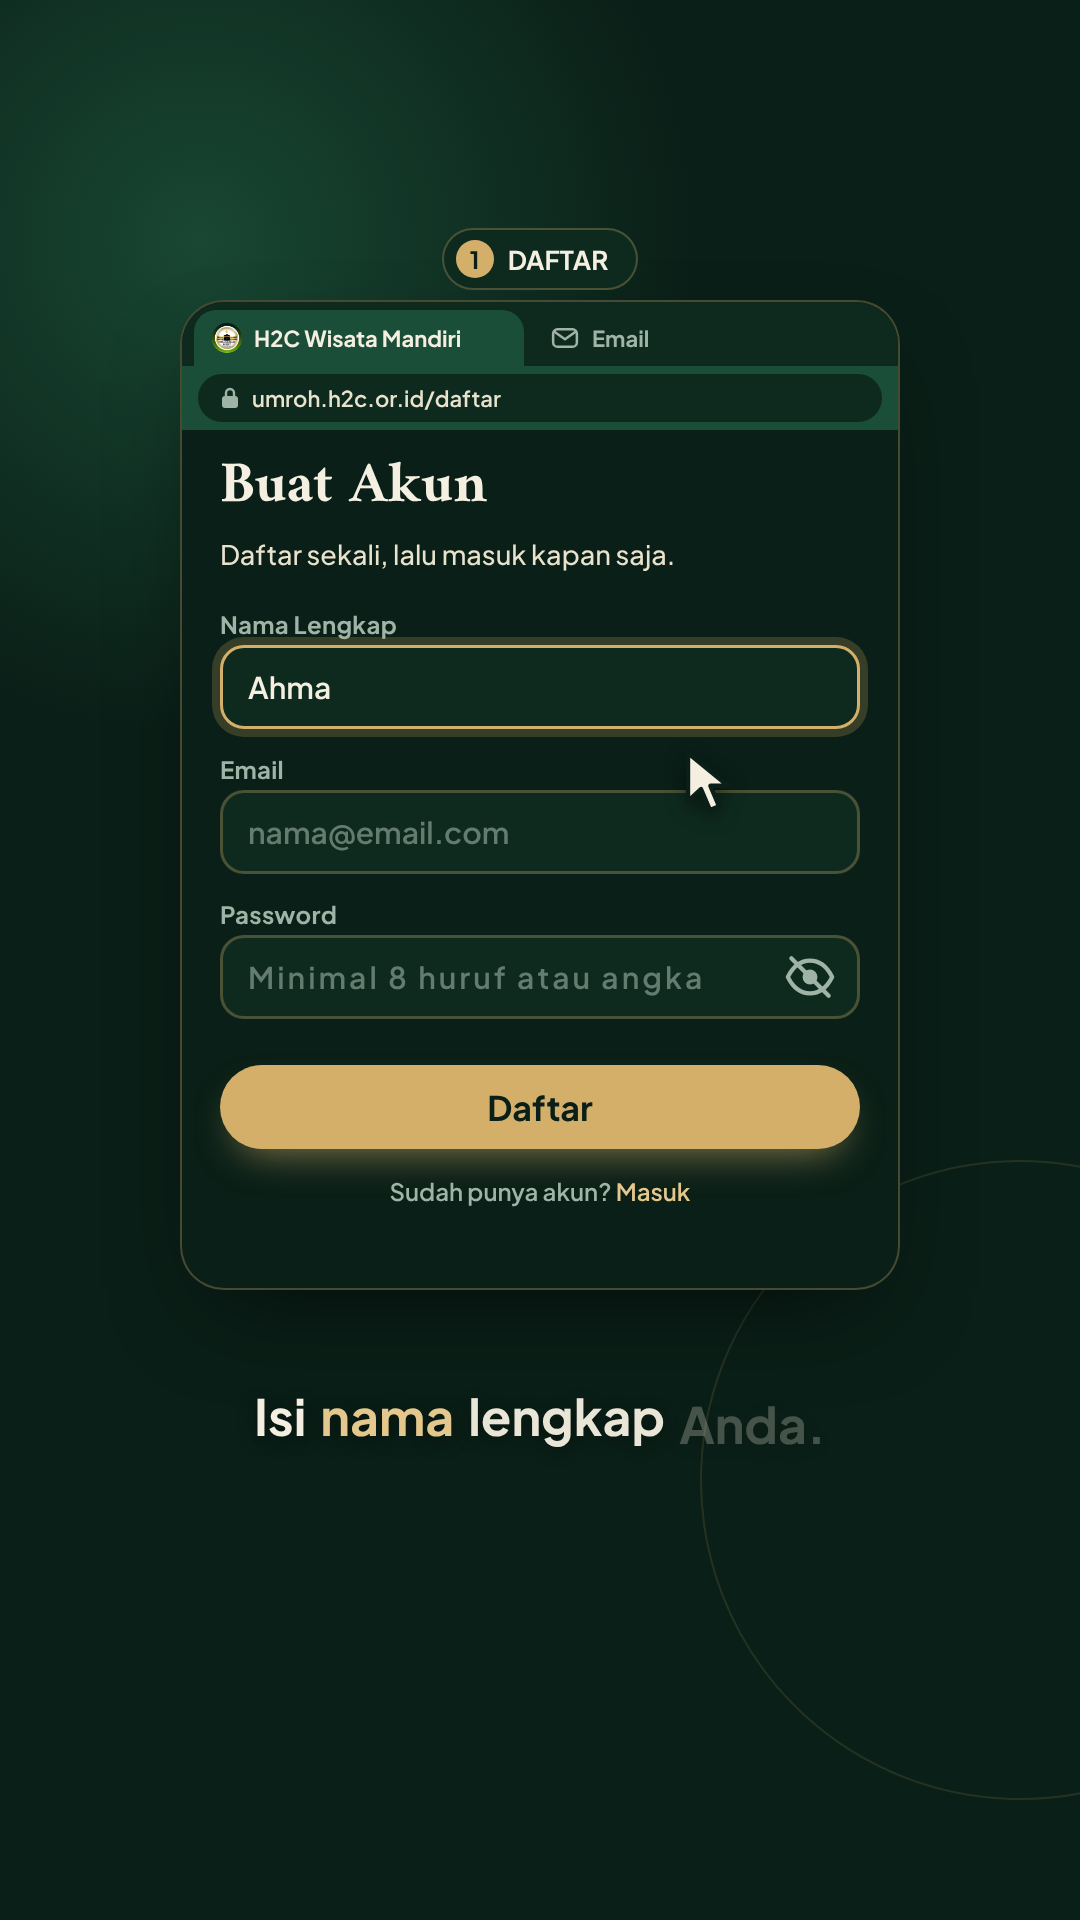 1 DAFTAR
H2C Wisata Mandiri
Email
umroh.h2c.or.id/daftar
Buat Akun
Daftar sekali, lalu masuk kapan saja.
Nama Lengkap
Ahma
Email
nama@email.com
Password
Minimal 8 huruf atau angka
Daftar
Sudah punya akun? Masuk
Isi nama lengkap Anda.